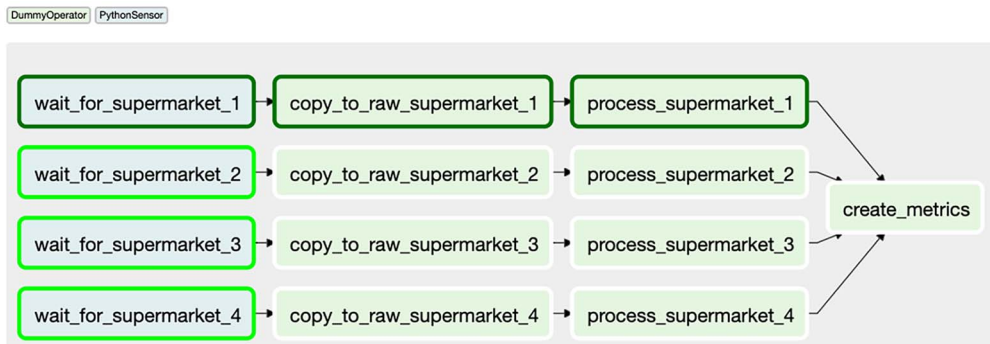 DummyOperator PythonSensor
wait_for_supermarket_1 copy_to_raw_supermarket_1 process_supermarket_1
wait_for_supermarket_2 copy_to_raw_supermarket_2 process_supermarket_2
create_metrics
wait_for_supermarket_3 copy_to_raw_supermarket_3 process_supermarket_3
wait_for_supermarket_4 copy_to_raw_supermarket_4 process_supermarket_4